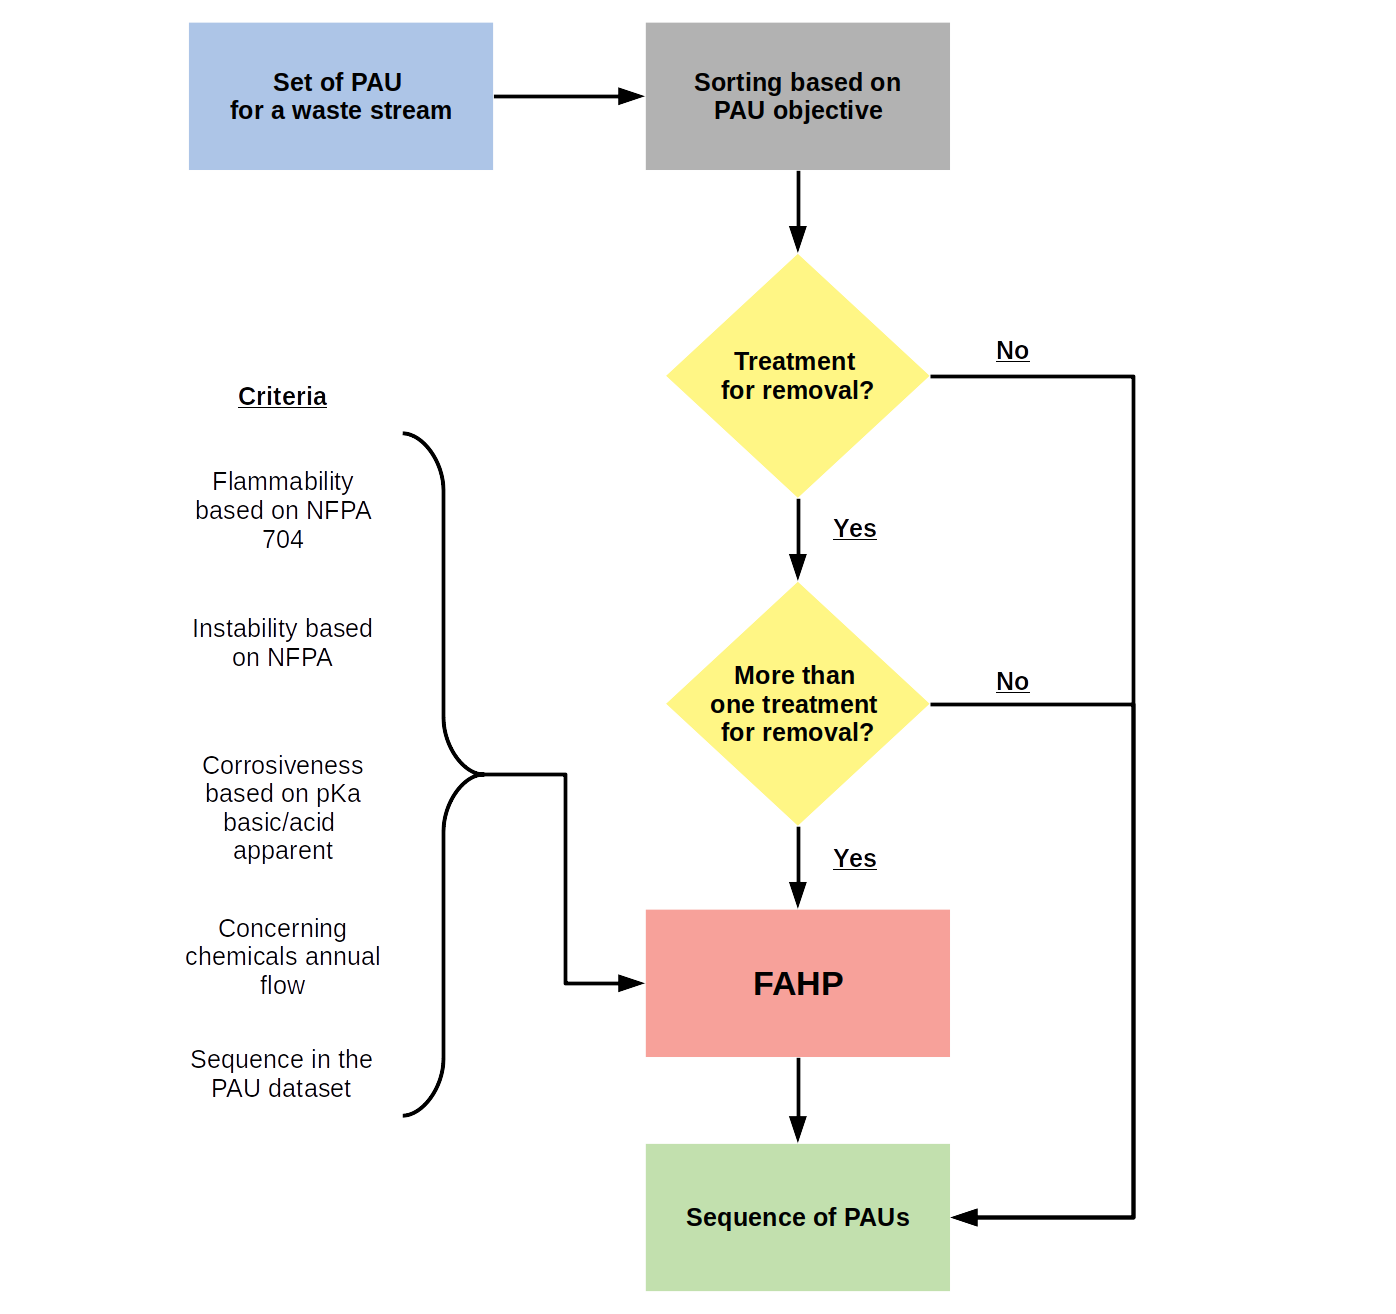 Set of PAU
for a waste stream
Sorting based on
PAU objective
Treatment
for removal?
No
Yes
More than
one treatment
for removal?
No
Yes
Criteria
Flammability
based on NFPA
704
Instability based
on NFPA
Corrosiveness
based on pKa
basic/acid
apparent
Concerning
chemicals annual
flow
Sequence in the
PAU dataset
FAHP
Sequence of PAUs